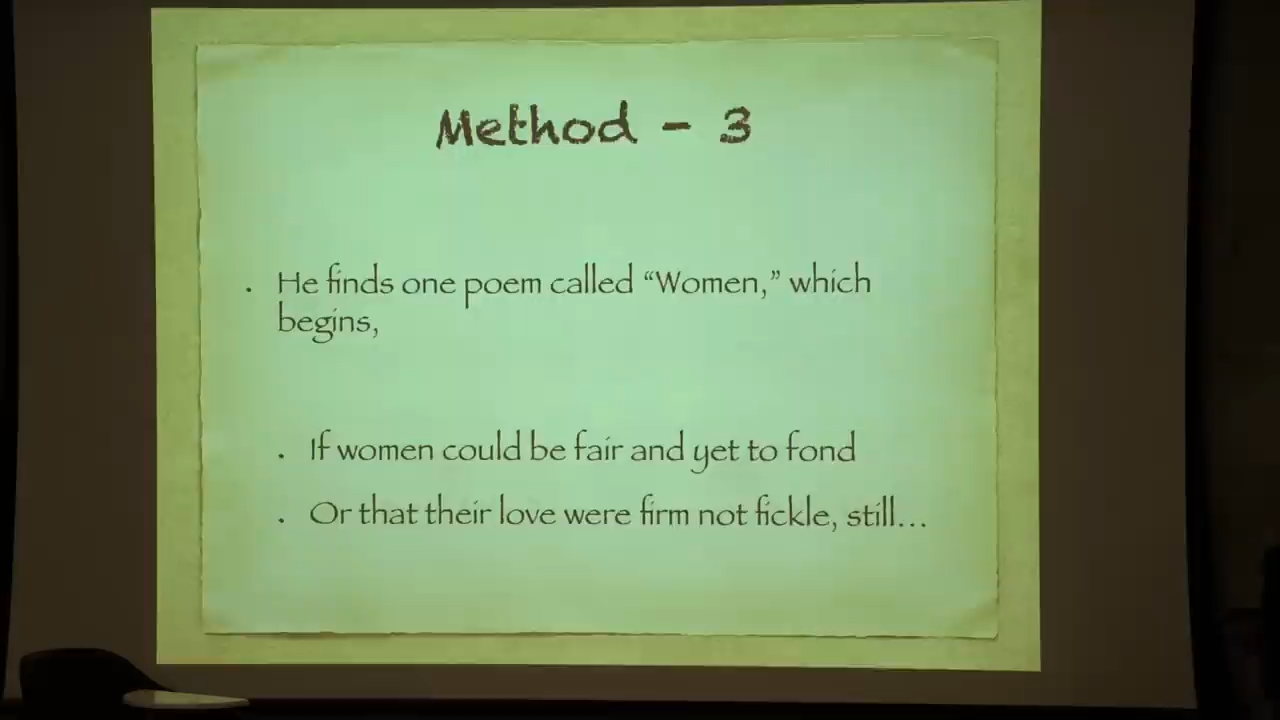 Method - 3
. He finds one poem called “Women,” which
begins,
. If women could be fair and yet to fond
. Or that their love were firm not fickle, still...